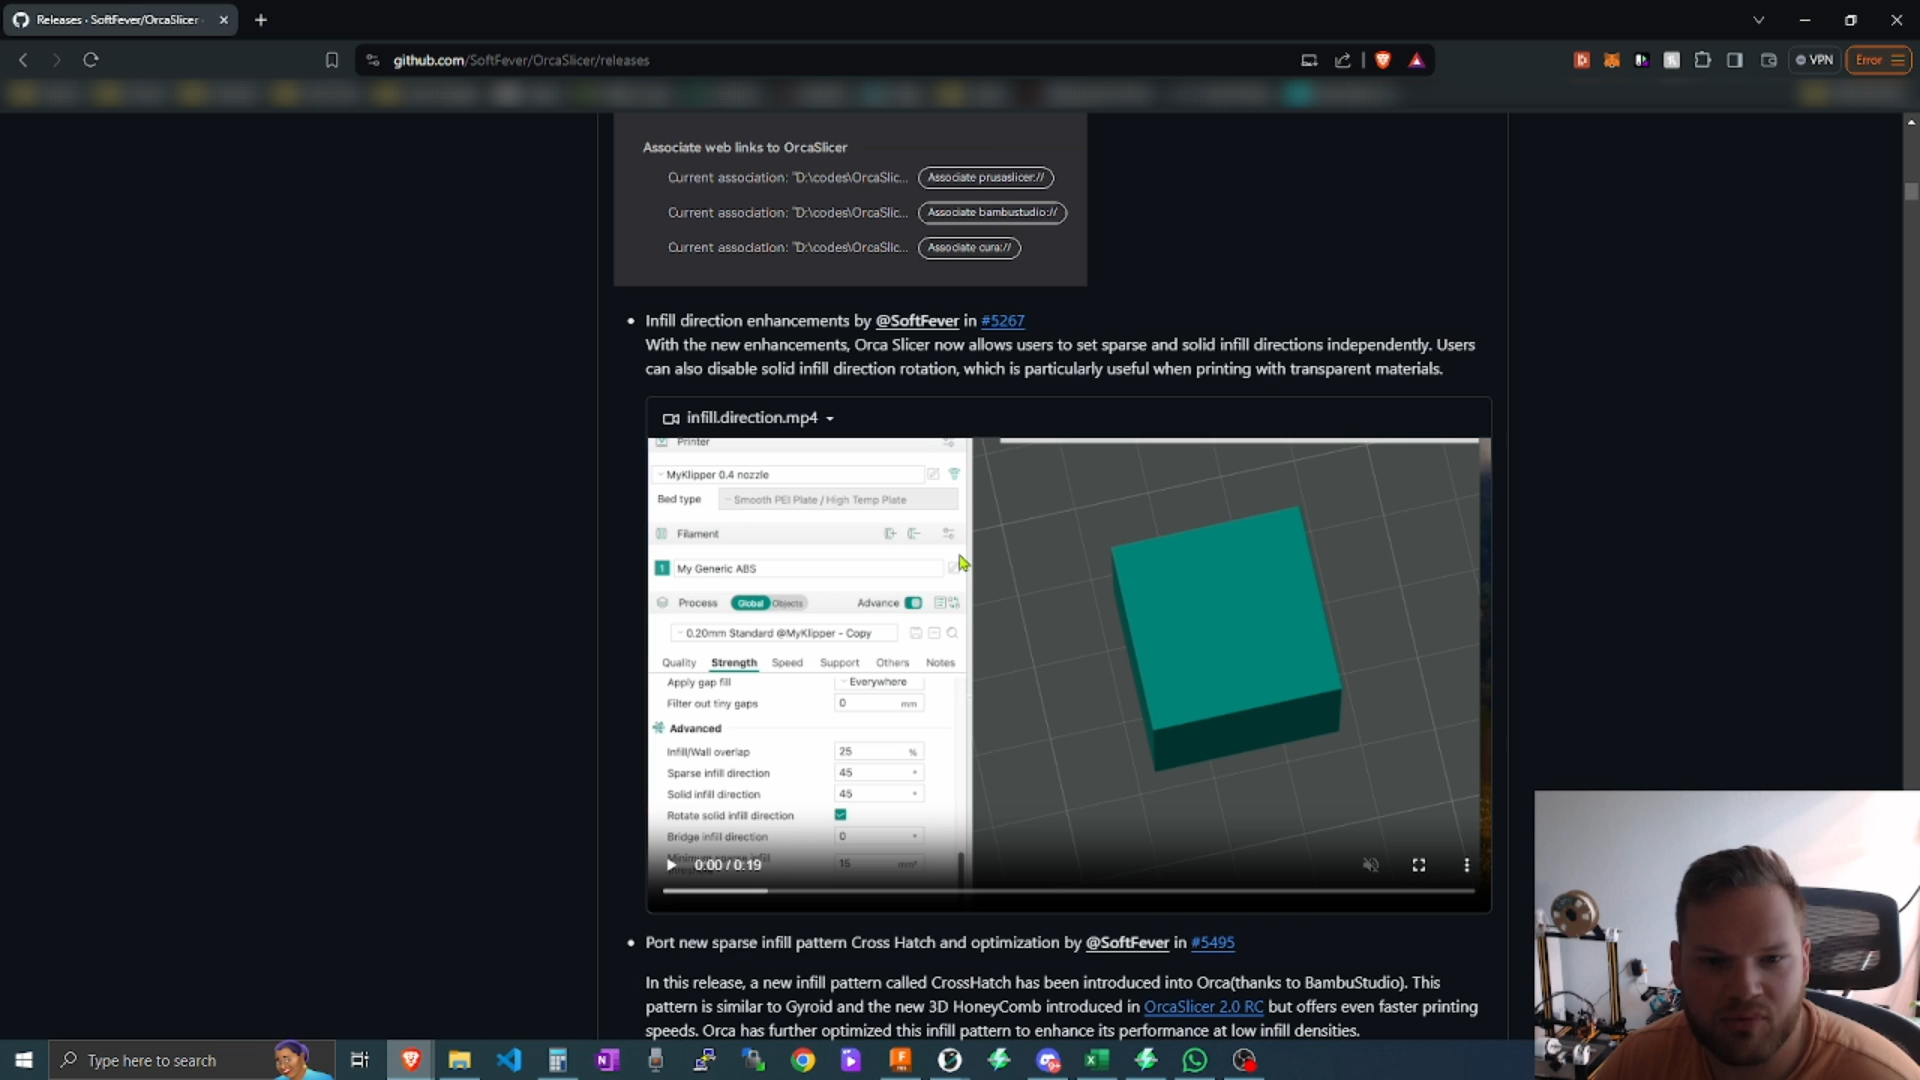 Releases · SoftFever/OrcaSlicer
github.com/SoftFever/OrcaSlicer/releases
VPN
Error
Associate web links to OrcaSlicer
Current association: "D:\codes\OrcaSlic... Associate prusaslicer://
Current association: "D:\codes\OrcaSlic... Associate bambustudio://
Current association: "D:\codes\OrcaSlic... Associate cura://
Infill direction enhancements by @SoftFever in #5267
With the new enhancements, Orca Slicer now allows users to set sparse and solid infill directions independently. Users
can also disable solid infill direction rotation, which is particularly useful when printing with transparent materials.
infill.direction.mp4
Printer
MyKlipper 0.4 nozzle
Bed type Smooth PEI Plate / High Temp Plate
Filament
1 My Generic ABS
Process Global Objects Advance
0.20mm Standard @MyKlipper - Copy
Quality Strength Speed Support Others Notes
Apply gap fill Everywhere
Filter out tiny gaps 0 mm
Advanced
Infill/Wall overlap 25 %
Sparse infill direction 45 °
Solid infill direction 45 °
Rotate solid infill direction
Bridge infill direction 0 °
Minimum sparse infill 15 mm²
0:00 / 0:19
Port new sparse infill pattern Cross Hatch and optimization by @SoftFever in #5495
In this release, a new infill pattern called CrossHatch has been introduced into Orca(thanks to BambuStudio). This
pattern is similar to Gyroid and the new 3D HoneyComb introduced in OrcaSlicer 2.0 RC but offers even faster printing
speeds. Orca has further optimized this infill pattern to enhance its performance at low infill densities.
Type here to search